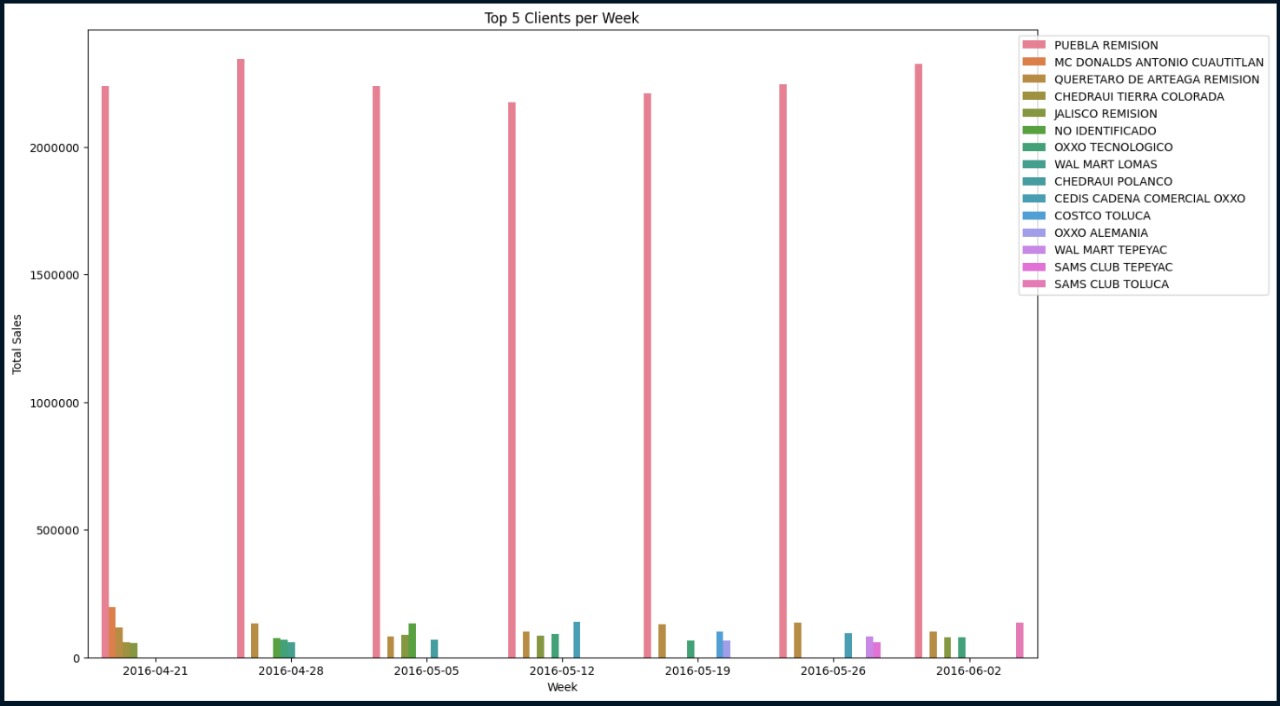 Top 5 Clients per Week
PUEBLA REMISION
MC DONALDS ANTONIO CUAUTITLAN
QUERETARO DE ARTEAGA REMISION
CHEDRAUI TIERRA COLORADA
JALISCO REMISION
NO IDENTIFICADO
OXXO TECNOLOGICO
WAL MART LOMAS
CHEDRAUI POLANCO
CEDIS CADENA COMERCIAL OXXO
COSTCO TOLUCA
OXXO ALEMANIA
WAL MART TEPEYAC
SAMS CLUB TEPEYAC
SAMS CLUB TOLUCA
Total Sales
2000000
1500000
1000000
500000
0
2016-04-21 2016-04-28 2016-05-05 2016-05-12 2016-05-19 2016-05-26 2016-06-02
Week